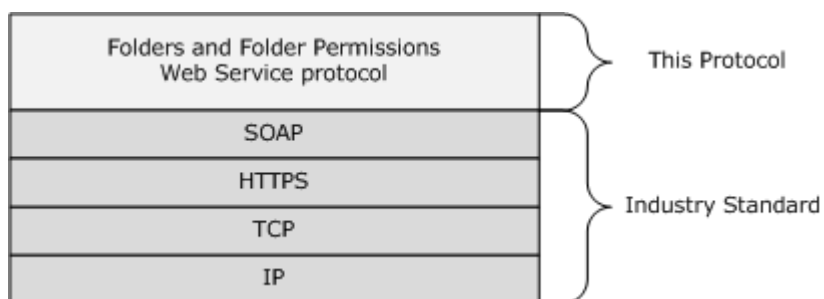 Folders and Folder Permissions
Web Service protocol
This Protocol
SOAP
HTTPS
TCP
IP
Industry Standard